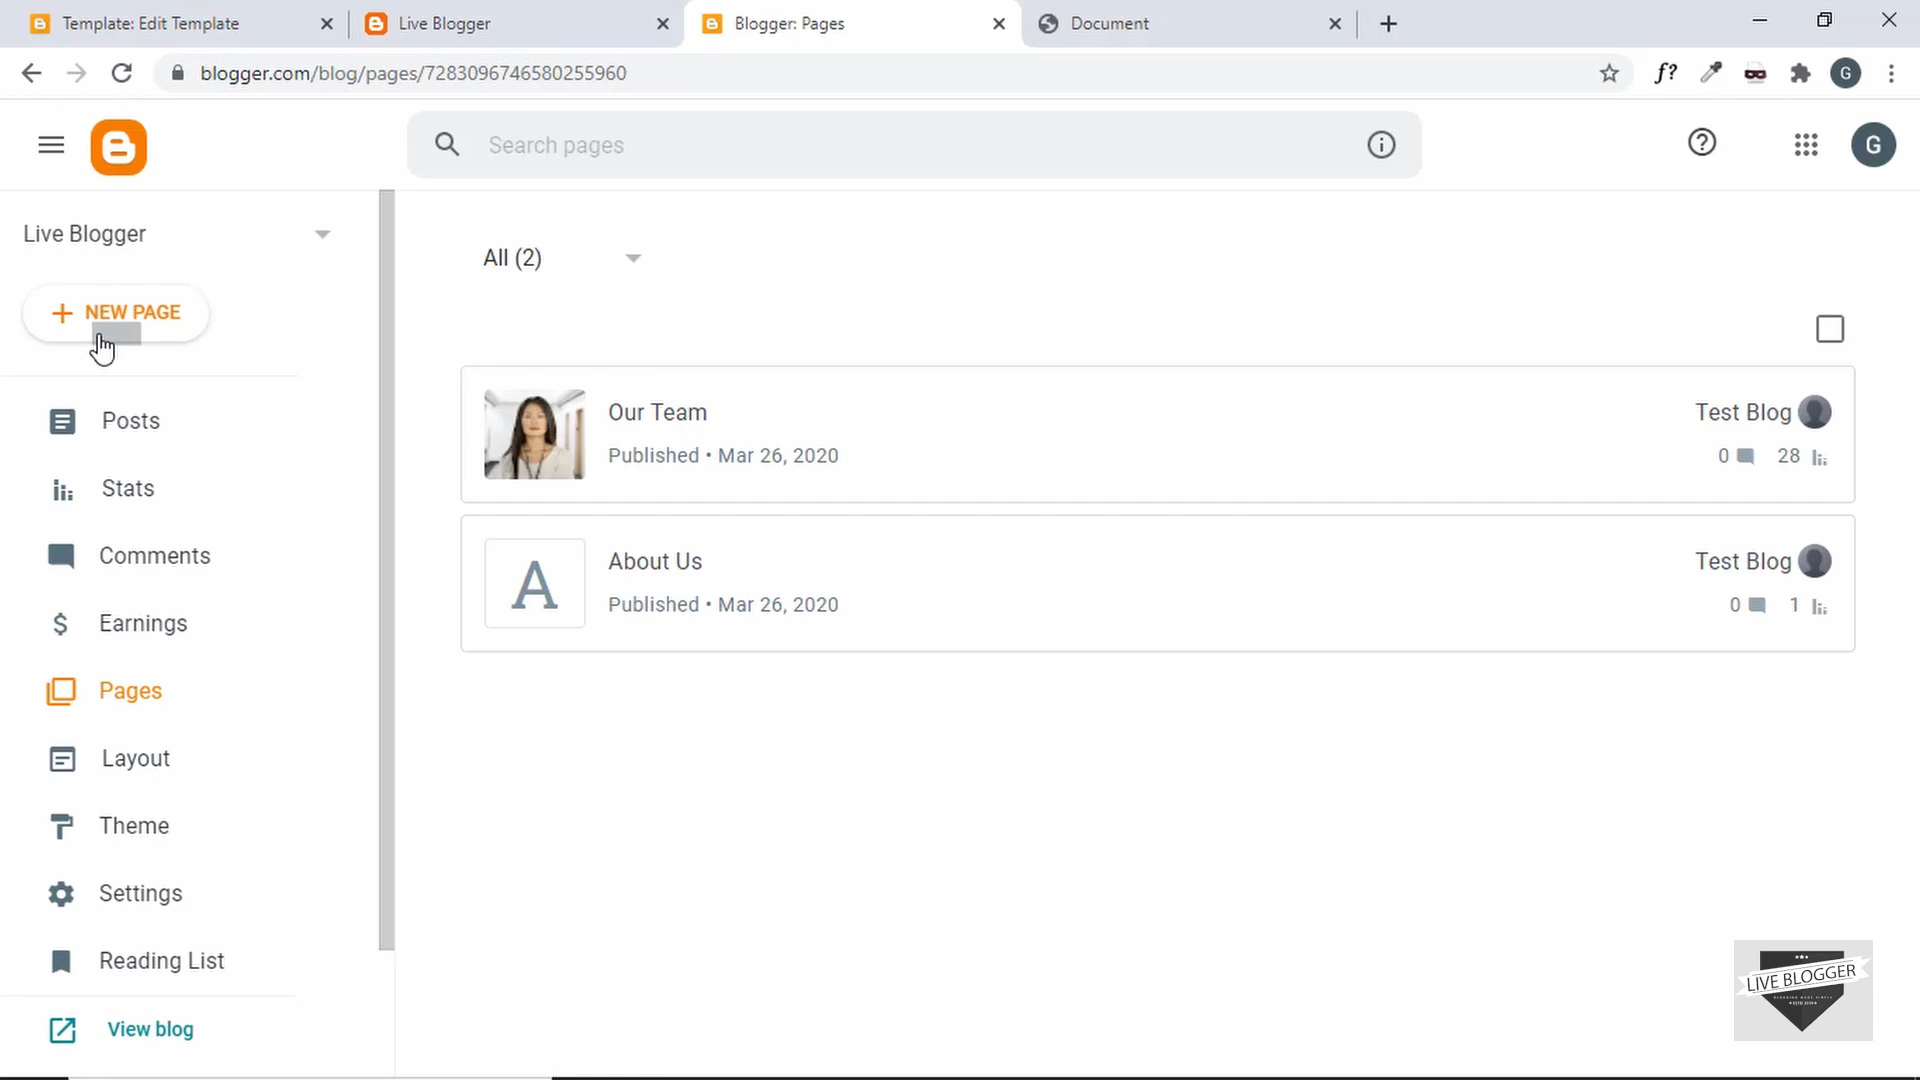 Template: Edit Template
Live Blogger
Blogger: Pages
Document
blogger.com/blog/pages/7283096746580255960
f?
G
Search pages
G
Live Blogger
NEW PAGE
All (2)
Posts
Stats
Comments
Earnings
Pages
Layout
Theme
Settings
Reading List
View blog
Our Team
Published • Mar 26, 2020
Test Blog
0
28
A
About Us
Published • Mar 26, 2020
Test Blog
0
1
LIVE BLOGGER